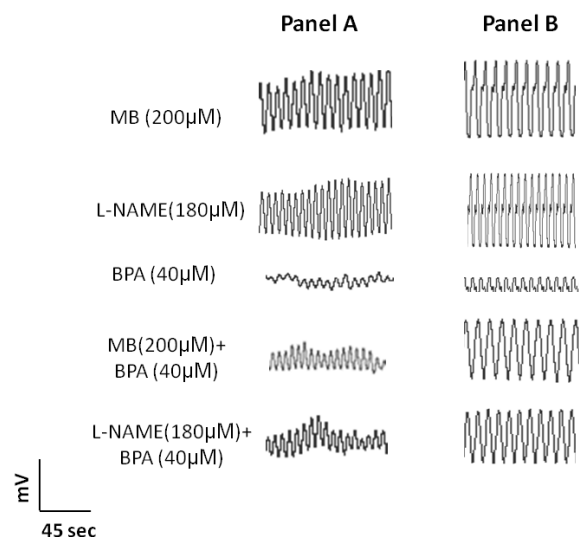 Panel A Panel B
MB (200µM)
L-NAME(180µM)
BPA (40µM)
MB(200µM)+
BPA (40µM)
L-NAME(180µM)+
BPA (40µM)
mV
45 sec